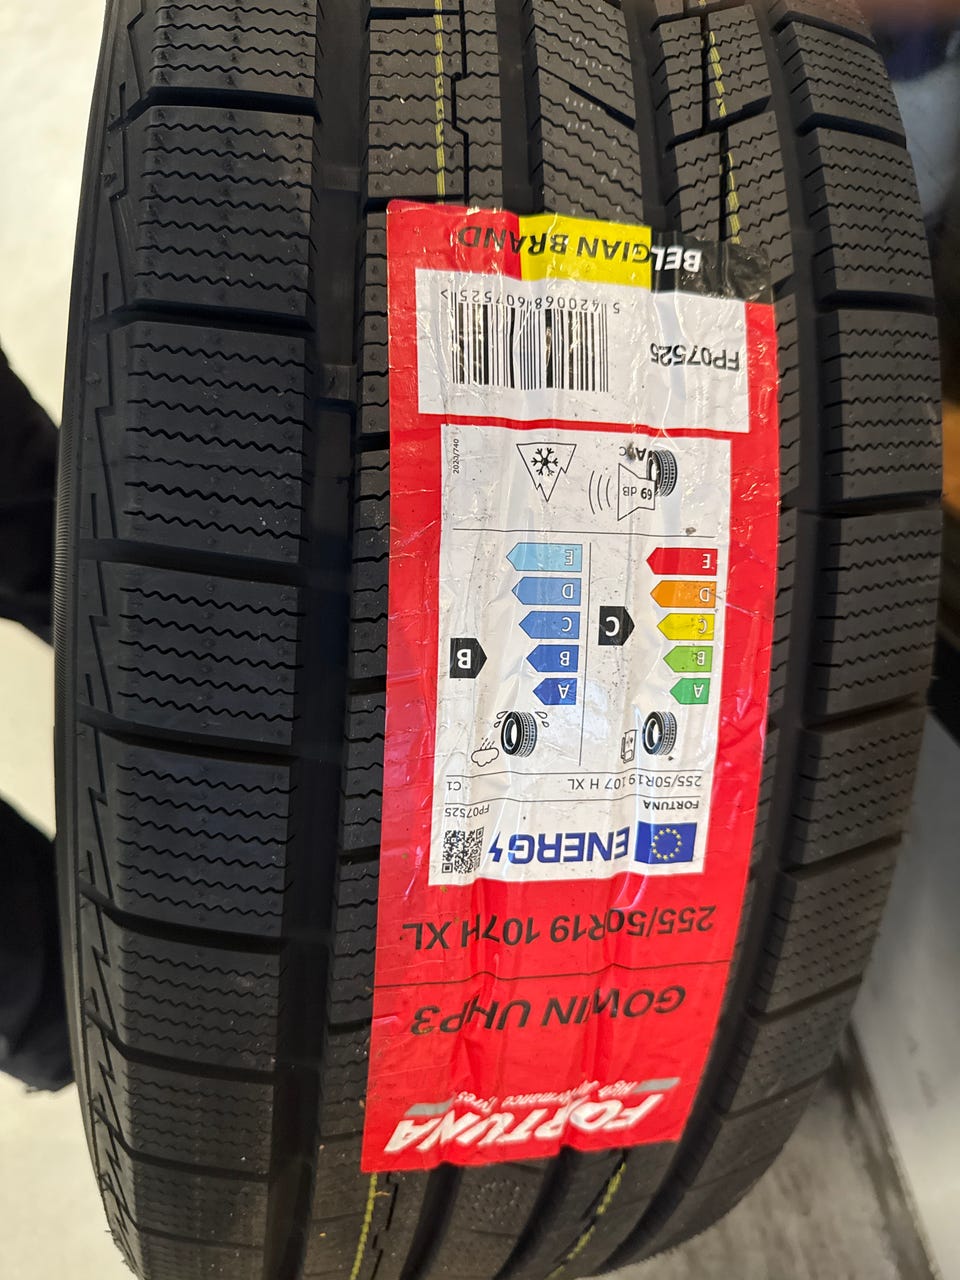 FORTUNA
High Performance Tyres
GOWIN UHP3
255/50R19 107H XL
ENERG
FORTUNA
FP07525
255/50R19 107 H XL
C1
A
B
C
D
E
C
A
B
C
D
E
B
69 dB
ABC
2020/740
FP07525
5 420068 607525 >
BELGIAN BRAND